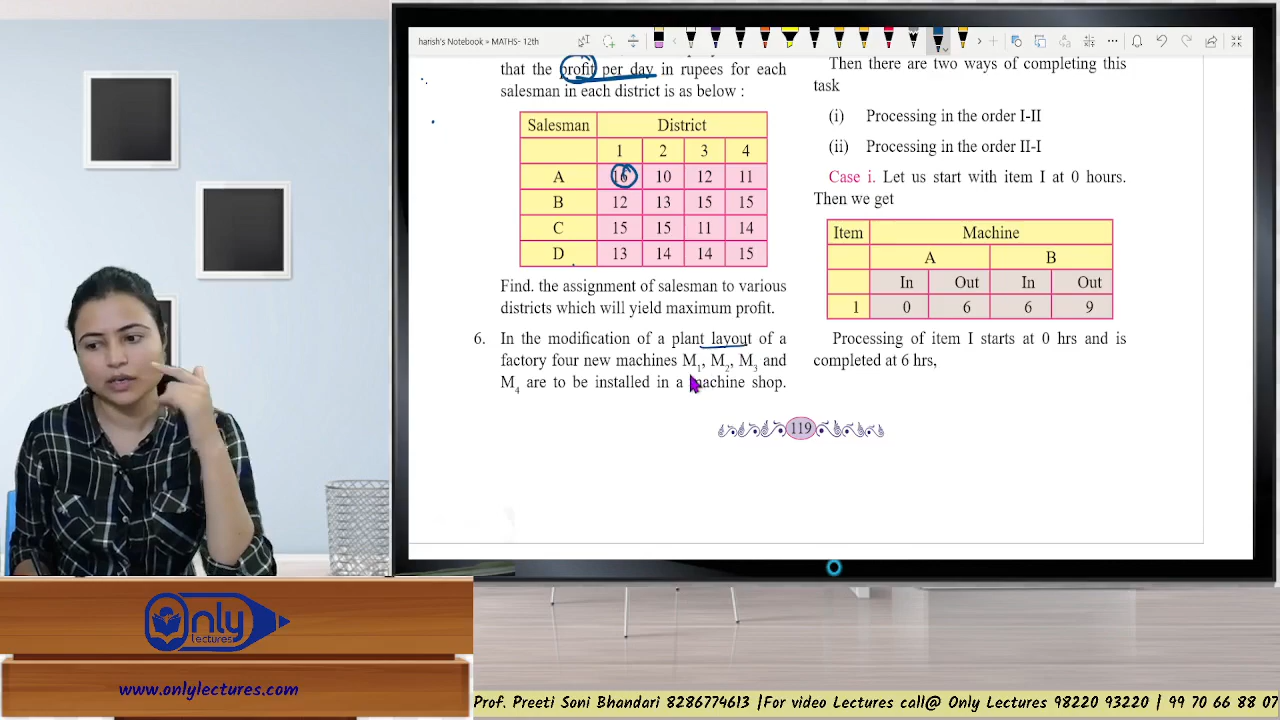 harish's Notebook » MATHS- 12th
that the profit per day in rupees for each
salesman in each district is as below :
Salesman District
1 2 3 4
A 16 10 12 11
B 12 13 15 15
C 15 15 11 14
D 13 14 14 15
Find. the assignment of salesman to various
districts which will yield maximum profit.
6. In the modification of a plant layout of a
factory four new machines M1, M2, M3 and
M4 are to be installed in a machine shop.
Then there are two ways of completing this
task
(i) Processing in the order I-II
(ii) Processing in the order II-I
Case i. Let us start with item I at 0 hours.
Then we get
Item Machine
A B
In Out In Out
1 0 6 6 9
Processing of item I starts at 0 hrs and is
completed at 6 hrs,
119
Only
lectures
www.onlylectures.com
Prof. Preeti Soni Bhandari 8286774613 |For video Lectures call@ Only Lectures 98220 93220 | 99 70 66 88 07